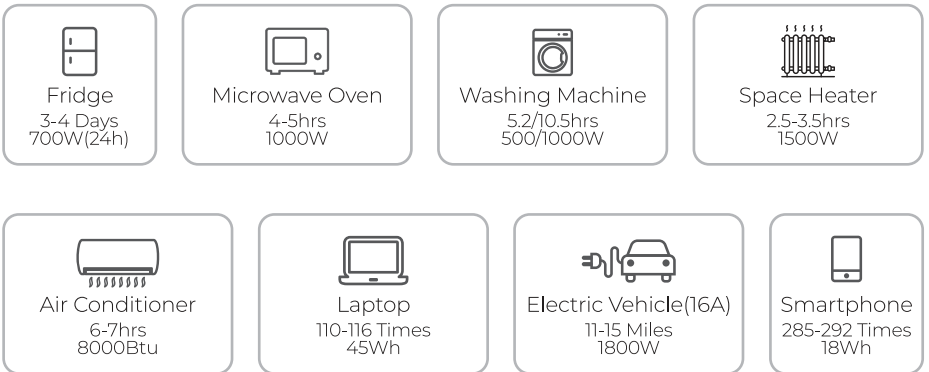 Fridge
3-4 Days
700W(24h)
Microwave Oven
4-5hrs
1000W
Washing Machine
5.2/10.5hrs
500/1000W
Space Heater
2.5-3.5hrs
1500W
Air Conditioner
6-7hrs
8000Btu
Laptop
110-116 Times
45Wh
Electric Vehicle(16A)
11-15 Miles
1800W
Smartphone
285-292 Times
18Wh